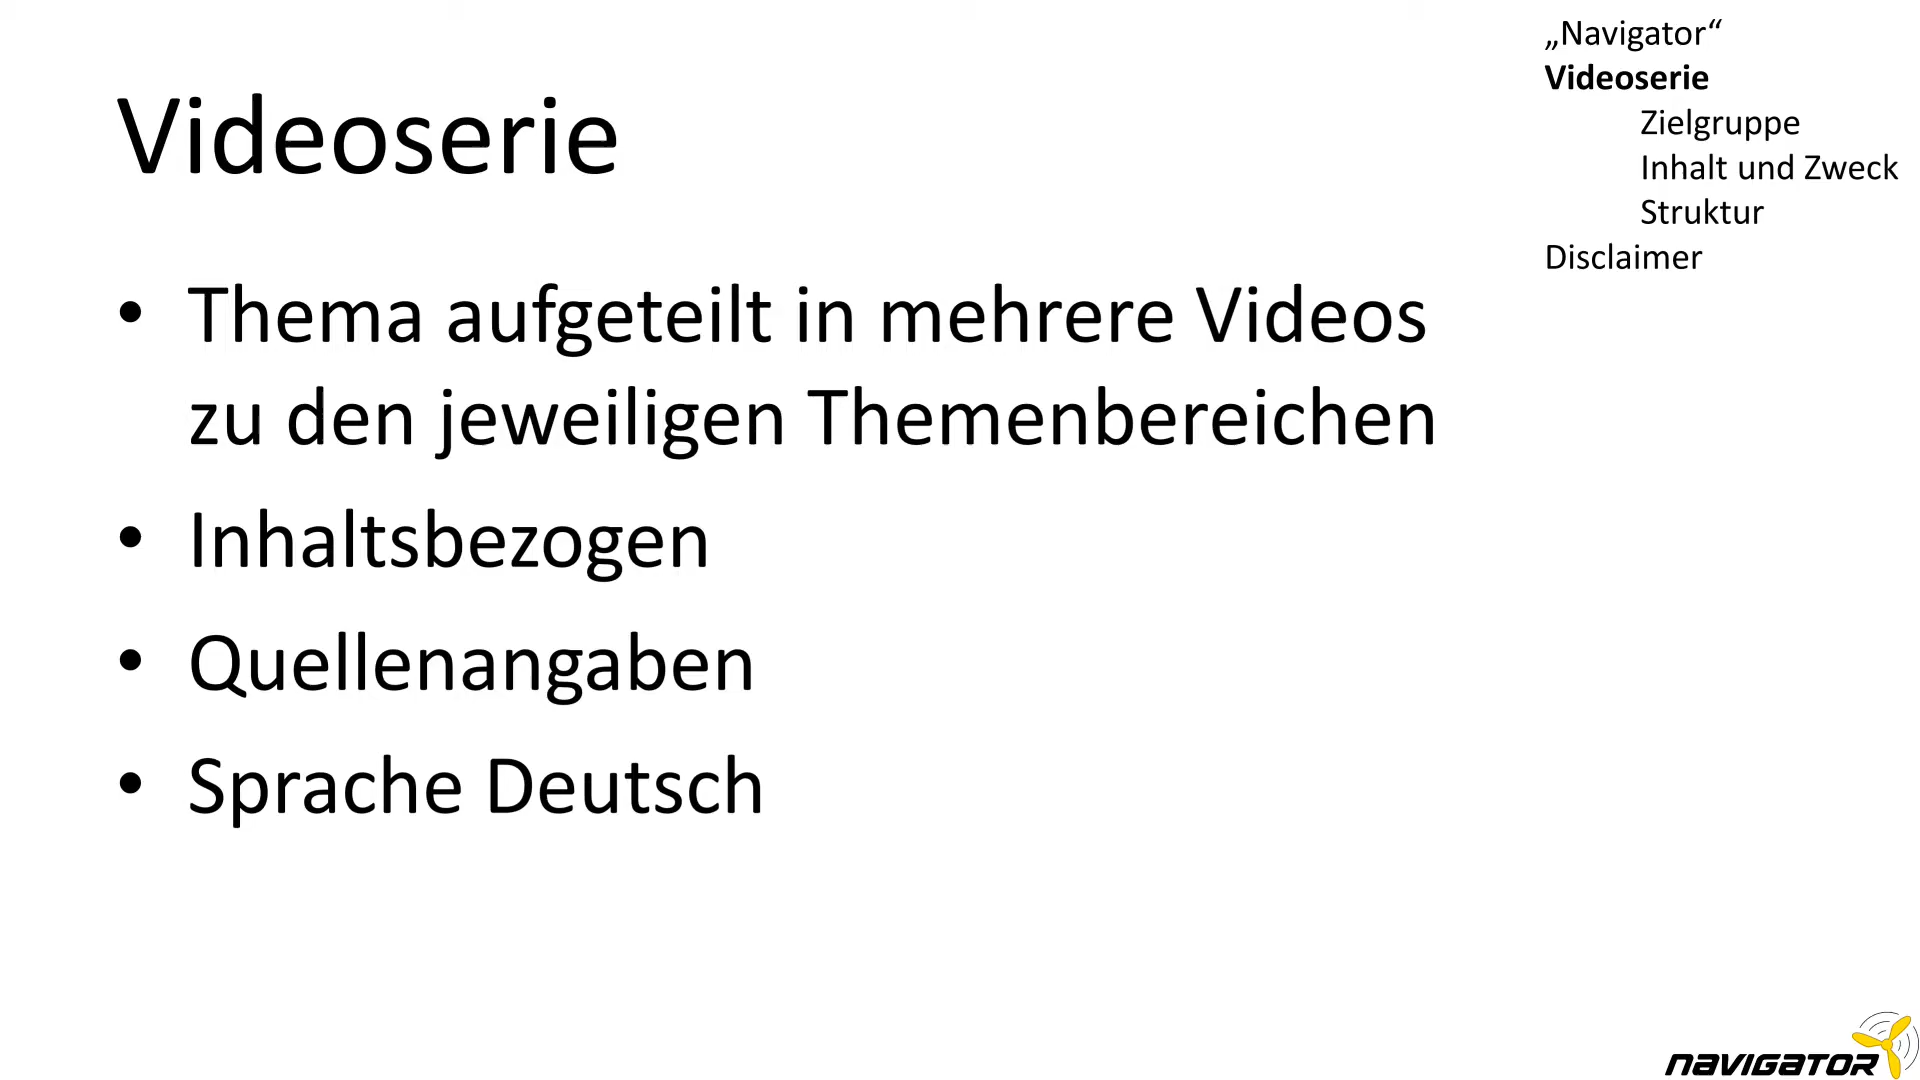 Videoserie
• Thema aufgeteilt in mehrere Videos
zu den jeweiligen Themenbereichen
• Inhaltsbezogen
• Quellenangaben
• Sprache Deutsch
„Navigator“
Videoserie
Zielgruppe
Inhalt und Zweck
Struktur
Disclaimer
NAVIGATOR